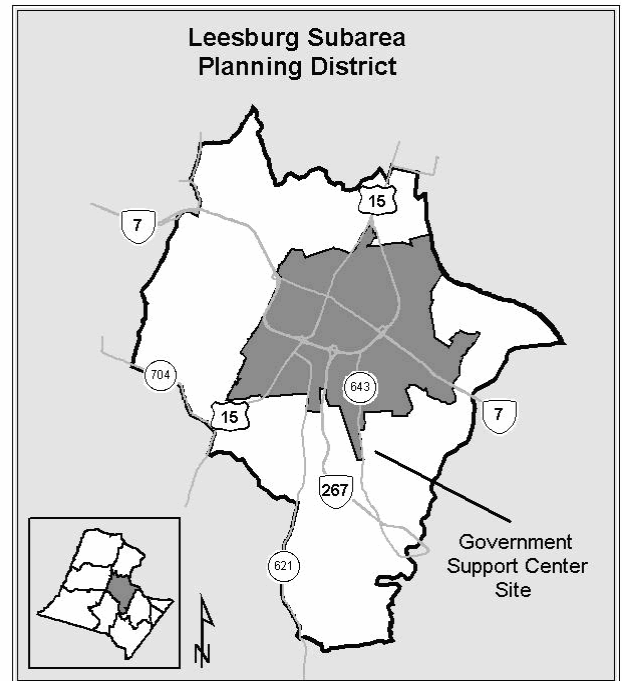 Leesburg Subarea
Planning District
15
7
704
15
643
7
267
Government
Support Center
Site
621
N